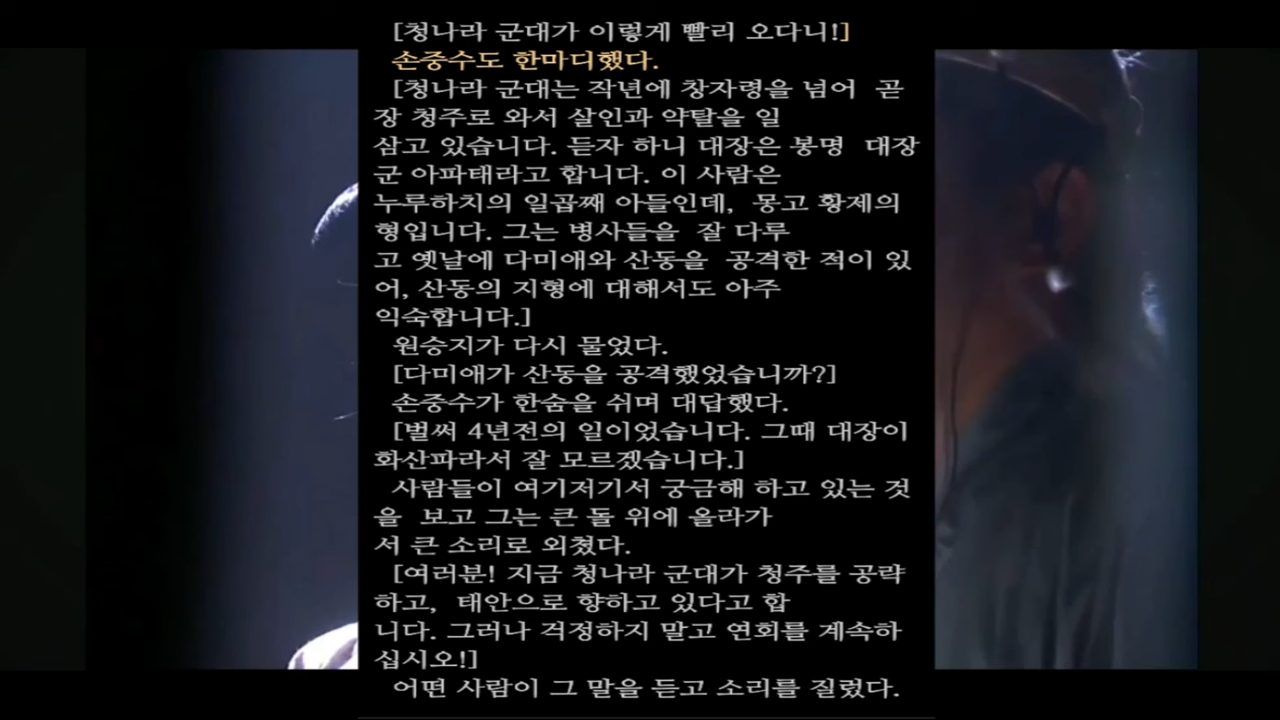 [청나라 군대가 이렇게 빨리 오다니!]
손중수도 한마디했다.
[청나라 군대는 작년에 창자령을 넘어 곧
장 청주로 와서 살인과 약탈을 일
삼고 있습니다. 듣자 하니 대장은 봉명 대장
군 아파태라고 합니다. 이 사람은
누루하치의 일곱째 아들인데, 몽고 황제의
형입니다. 그는 병사들을 잘 다루
고 옛날에 다미애와 산동을 공격한 적이 있
어, 산동의 지형에 대해서도 아주
익숙합니다.]
원승지가 다시 물었다.
[다미애가 산동을 공격했었습니까?]
손중수가 한숨을 쉬며 대답했다.
[벌써 4년전의 일이었습니다. 그때 대장이
화산파라서 잘 모르겠습니다.]
사람들이 여기저기서 궁금해 하고 있는 것
을 보고 그는 큰 돌 위에 올라가
서 큰 소리로 외쳤다.
[여러분! 지금 청나라 군대가 청주를 공략
하고, 태안으로 향하고 있다고 합
니다. 그러나 걱정하지 말고 연회를 계속하
십시오!]
어떤 사람이 그 말을 듣고 소리를 질렀다.